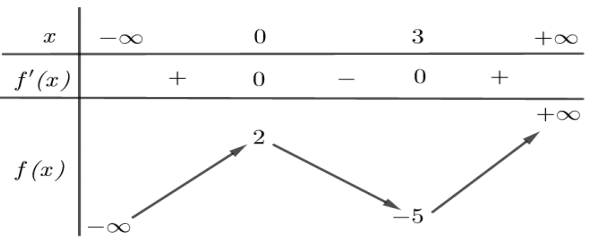 x −∞ 0 3 +∞
f′(x) + 0 − 0 +
+∞
2
f(x)
−5
−∞